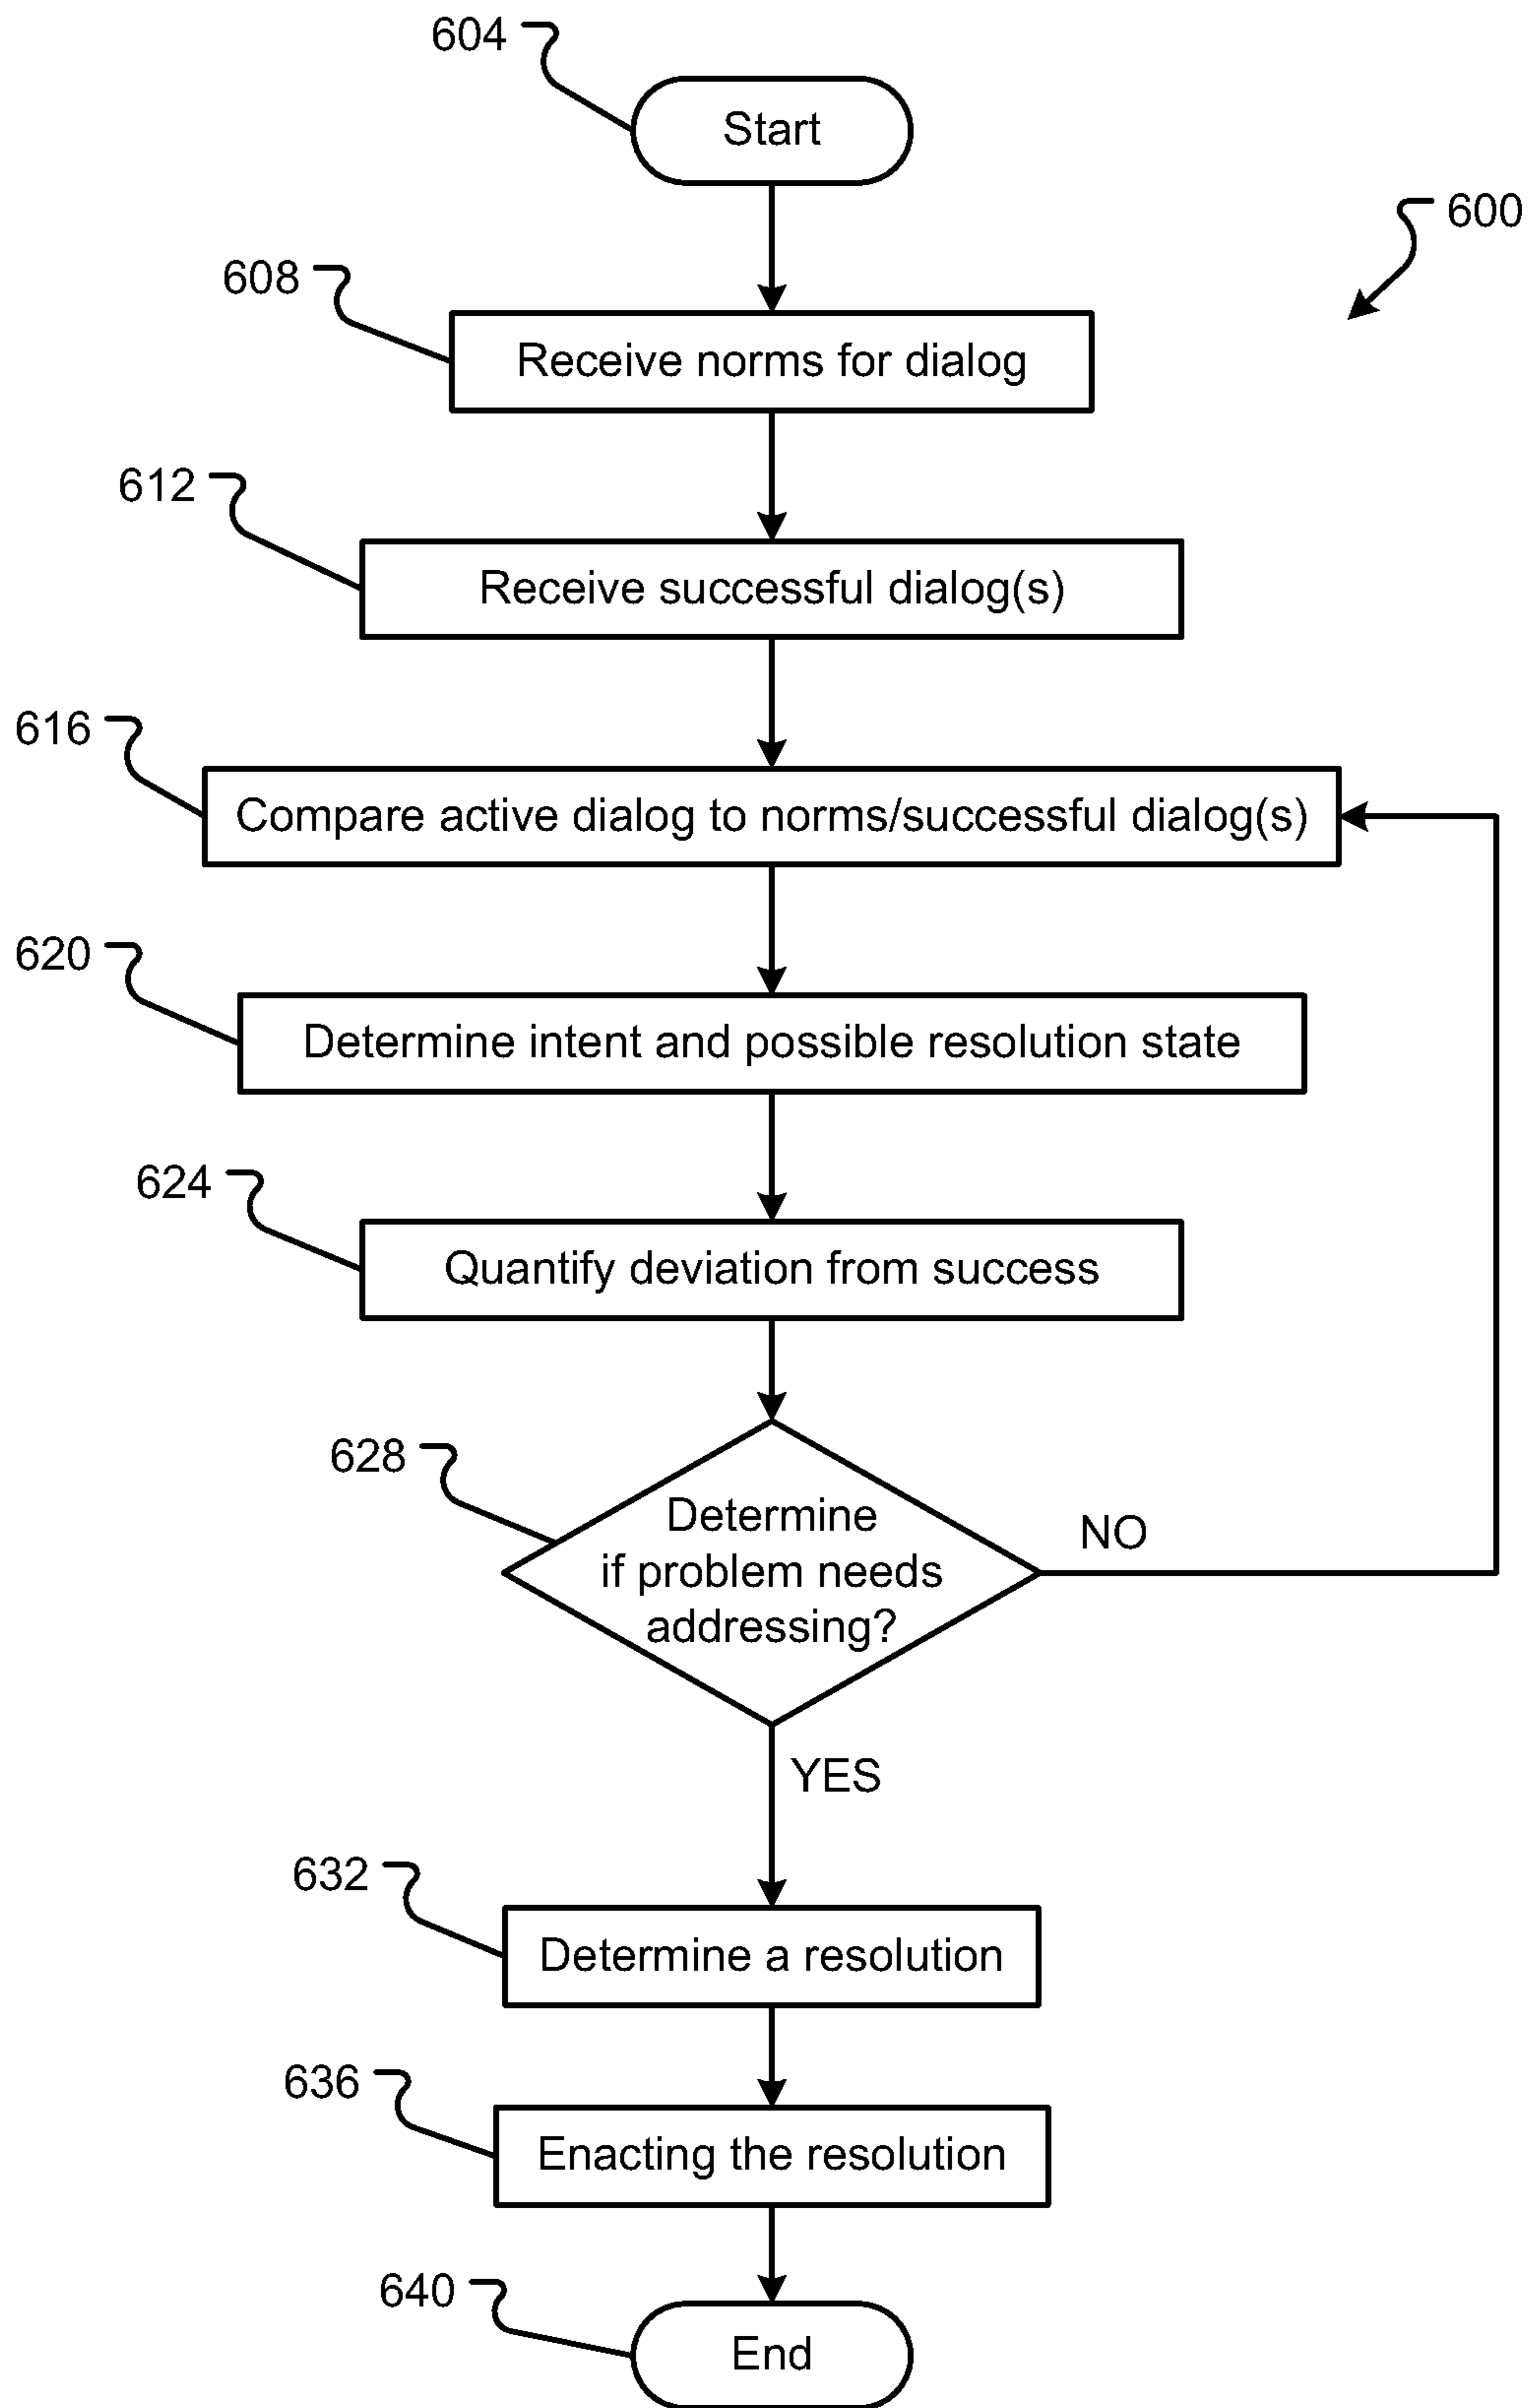 604
Start
600
608
Receive norms for dialog
612
Receive successful dialog(s)
616
Compare active dialog to norms/successful dialog(s)
620
Determine intent and possible resolution state
624
Quantify deviation from success
628
Determine
if problem needs
addressing?
NO
YES
632
Determine a resolution
636
Enacting the resolution
640
End